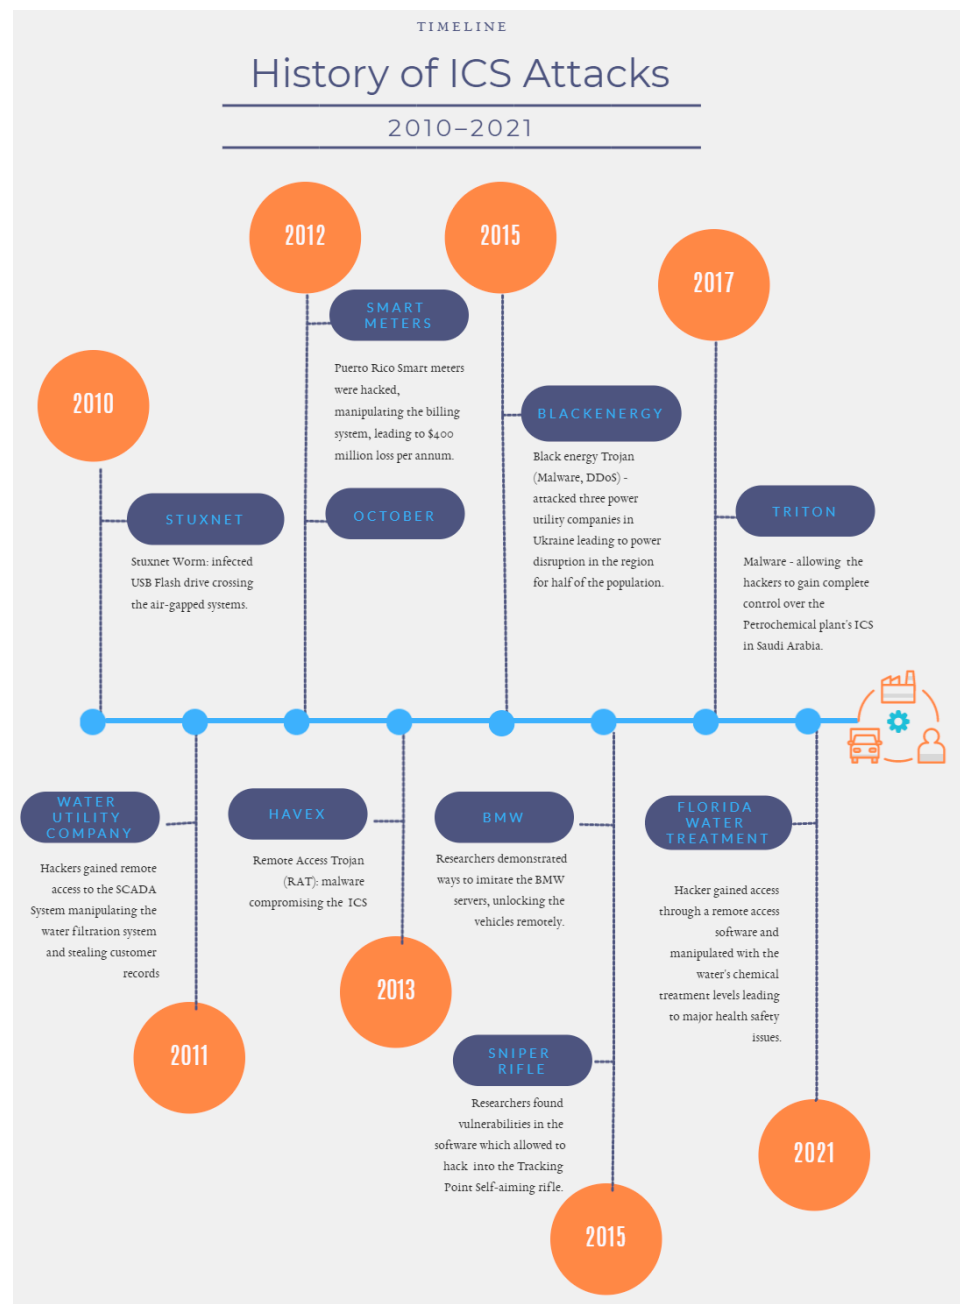 TIMELINE
History of ICS Attacks
2010–2021
2010
STUXNET
Stuxnet Worm: infected
USB Flash drive crossing
the air-gapped systems.
2012
SMART
METERS
Puerto Rico Smart meters
were hacked,
manipulating the billing
system, leading to $400
million loss per annum.
OCTOBER
2015
BLACKENERGY
Black energy Trojan
(Malware, DDoS) -
attacked three power
utility companies in
Ukraine leading to power
disruption in the region
for half of the population.
2017
TRITON
Malware - allowing the
hackers to gain complete
control over the
Petrochemical plant's ICS
in Saudi Arabia.
WATER
UTILITY
COMPANY
Hackers gained remote
access to the SCADA
System manipulating the
water filtration system
and stealing customer
records
2011
HAVEX
Remote Access Trojan
(RAT): malware
compromising the ICS
2013
BMW
Researchers demonstrated
ways to imitate the BMW
servers, unlocking the
vehicles remotely.
SNIPER
RIFLE
Researchers found
vulnerabilities in the
software which allowed to
hack into the Tracking
Point Self-aiming rifle.
2015
FLORIDA
WATER
TREATMENT
Hacker gained access
through a remote access
software and
manipulated with the
water's chemical
treatment levels leading
to major health safety
issues.
2021